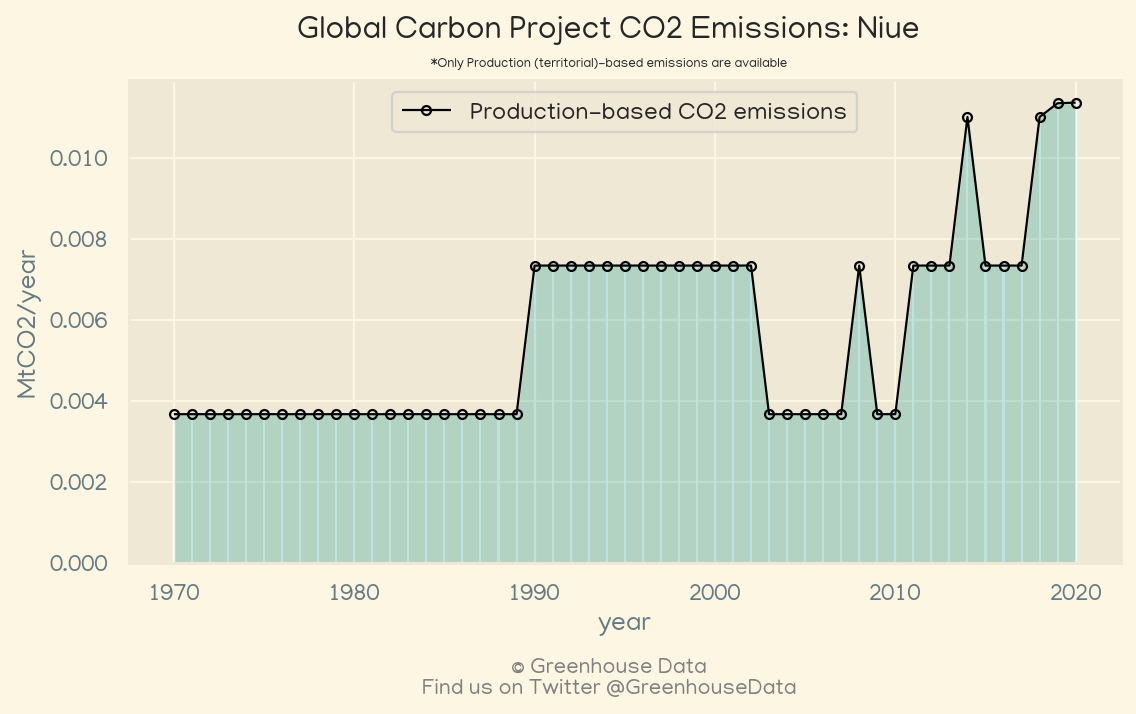 Global Carbon Project CO2 Emissions: Niue
*Only Production (territorial)-based emissions are available
Production-based CO2 emissions
MtCO2/year
0.010
0.008
0.006
0.004
0.002
0.000
1970 1980 1990 2000 2010 2020
year
© Greenhouse Data
Find us on Twitter @GreenhouseData